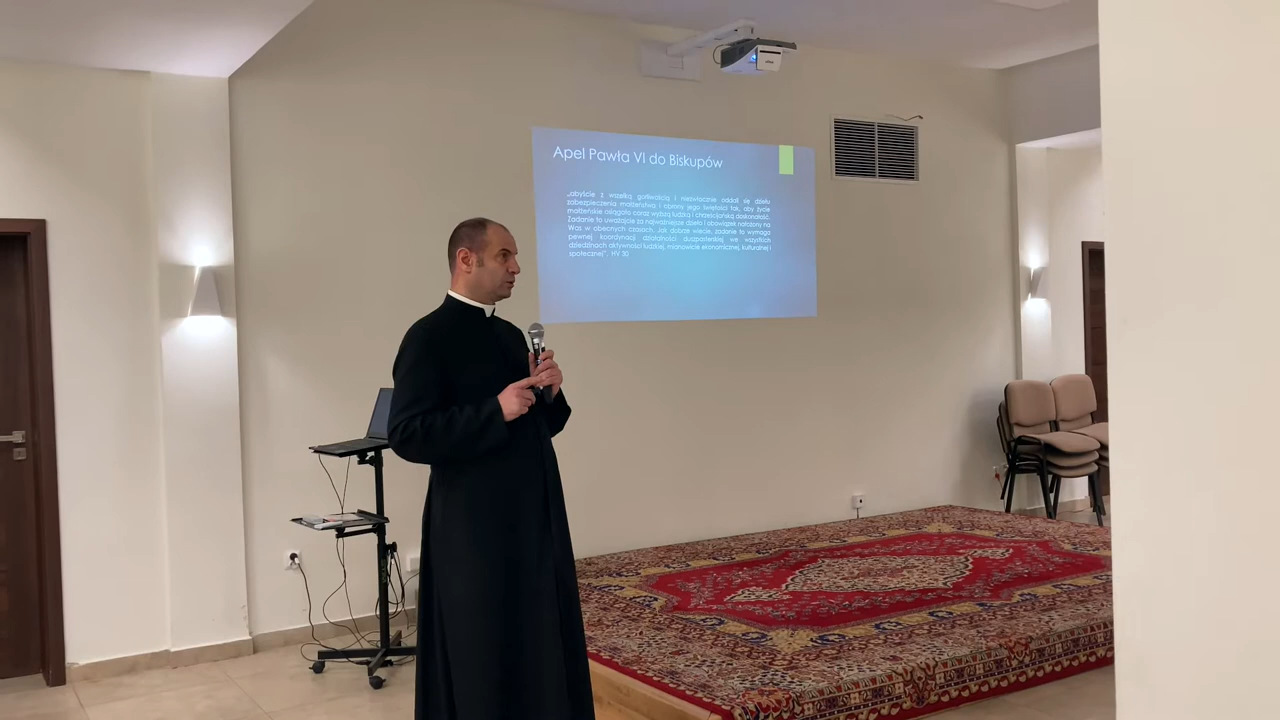 Apel Pawła VI do Biskupów
„abyście z wszelką gorliwością i niezwłocznie oddali się dziełu
zabezpieczenia małżeństwa i obrony jego świętości tak, aby życie
małżeńskie osiągało coraz wyższą ludzką i chrześcijańską doskonałość.
Zadanie to uważajcie za najważniejsze dzieło i obowiązek nałożony na
Was w obecnych czasach. Jak dobrze wiecie, zadanie to wymaga
pewnej koordynacji działalności duszpasterskiej we wszystkich
dziedzinach aktywności ludzkiej, mianowicie ekonomicznej, kulturalnej i
społecznej”. HV 30